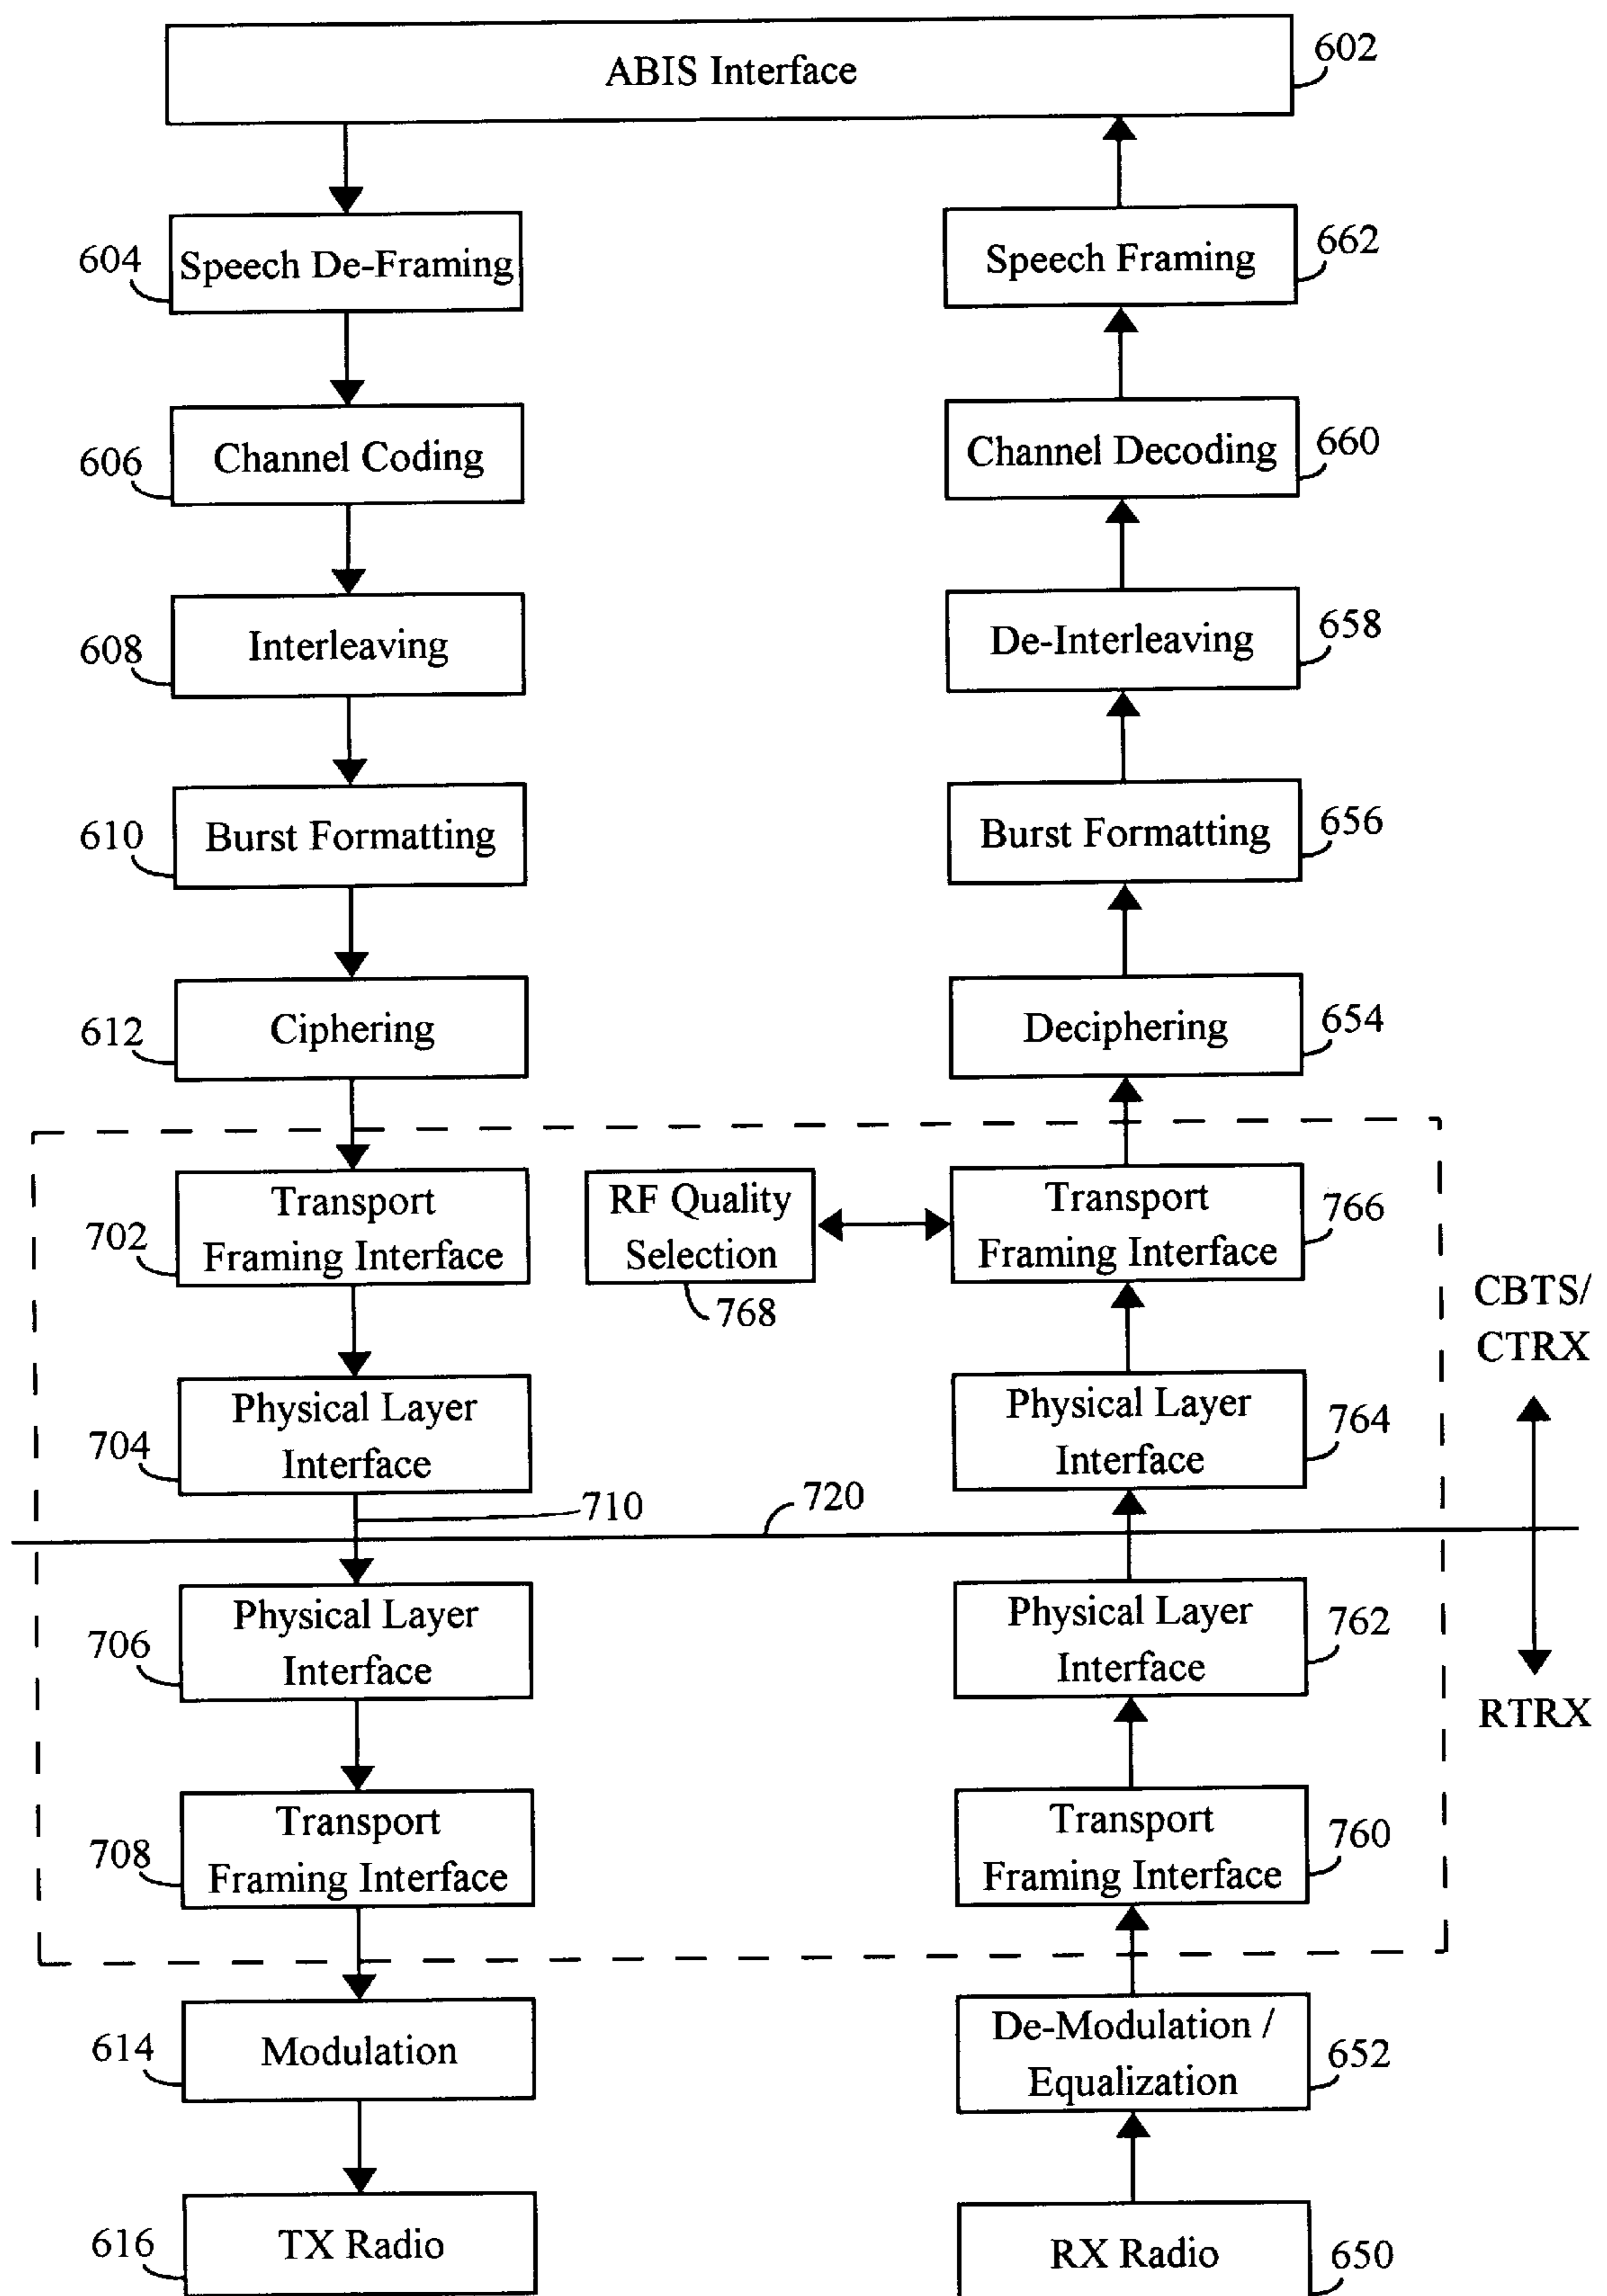 ABIS Interface
602
604
Speech De-Framing
Speech Framing
662
606
Channel Coding
Channel Decoding
660
608
Interleaving
De-Interleaving
658
610
Burst Formatting
Burst Formatting
656
612
Ciphering
Deciphering
654
702
Transport
Framing Interface
RF Quality
Selection
768
Transport
Framing Interface
766
CBTS/
CTRX
704
Physical Layer
Interface
Physical Layer
Interface
764
710
720
706
Physical Layer
Interface
Physical Layer
Interface
762
RTRX
708
Transport
Framing Interface
Transport
Framing Interface
760
614
Modulation
De-Modulation /
Equalization
652
616
TX Radio
RX Radio
650